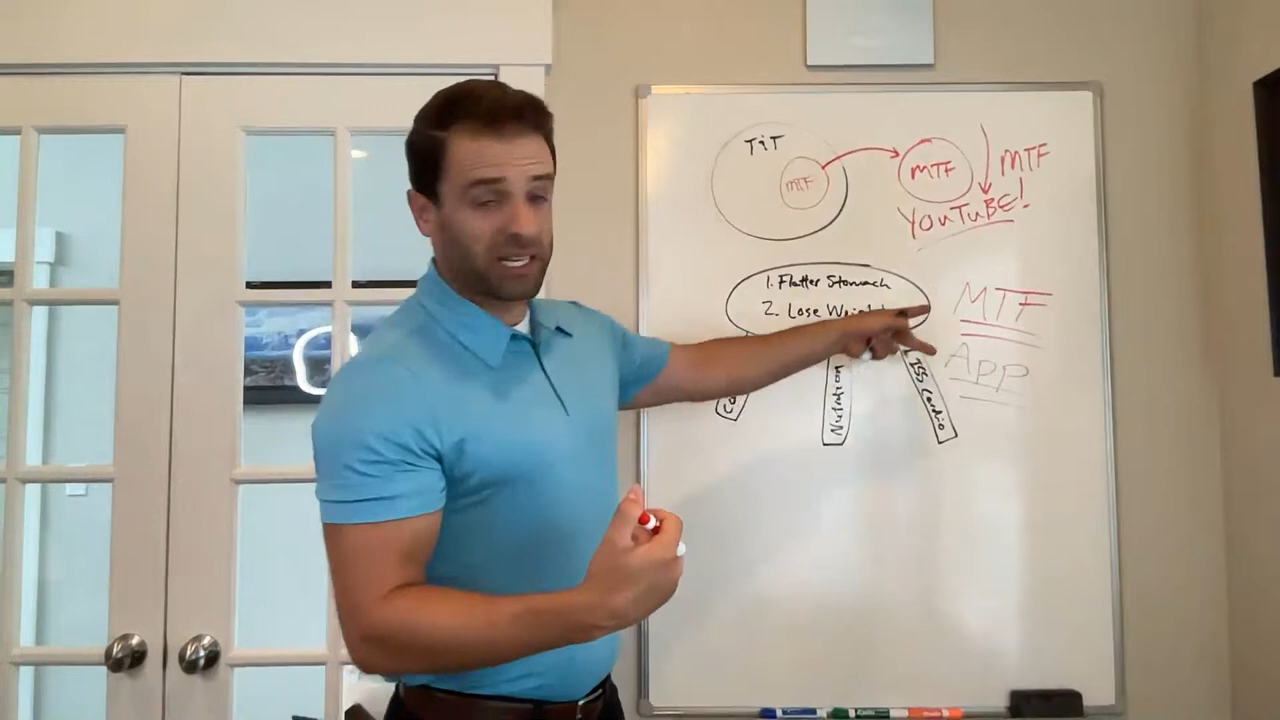 TiT
MTF
MTF
MTF
YouTuBE!
1. Flatter Stomach
2. Lose Weight
MTF
App
Nutrition
ISS Cardio